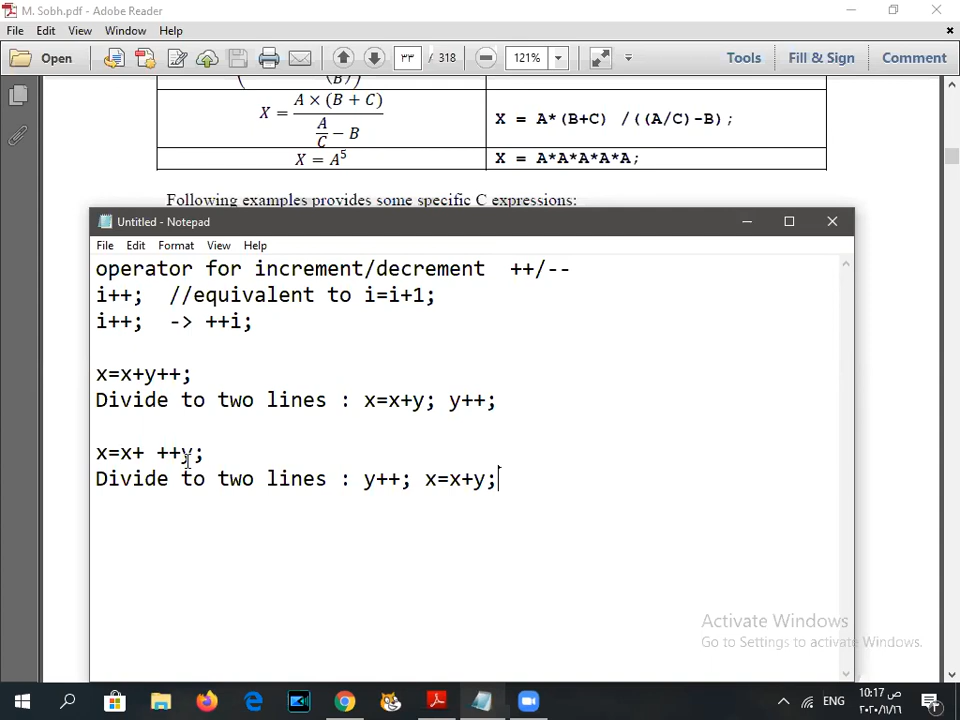 M. Sobh.pdf - Adobe Reader
File Edit View Window Help
Open ٣٣ / 318 121% Tools Fill & Sign Comment
(B)
X = A × (B + C) / (A/C − B) X = A*(B+C) /((A/C)-B);
X = A⁵ X = A*A*A*A*A;
Following examples provides some specific C expressions:
Untitled - Notepad
File Edit Format View Help
operator for increment/decrement ++/--
i++; //equivalent to i=i+1;
i++; -> ++i;
x=x+y++;
Divide to two lines : x=x+y; y++;
x=x+ ++y;
Divide to two lines : y++; x=x+y;
Activate Windows
Go to Settings to activate Windows.
ENG ص 10:17
٢٠٢٠/١١/١٦